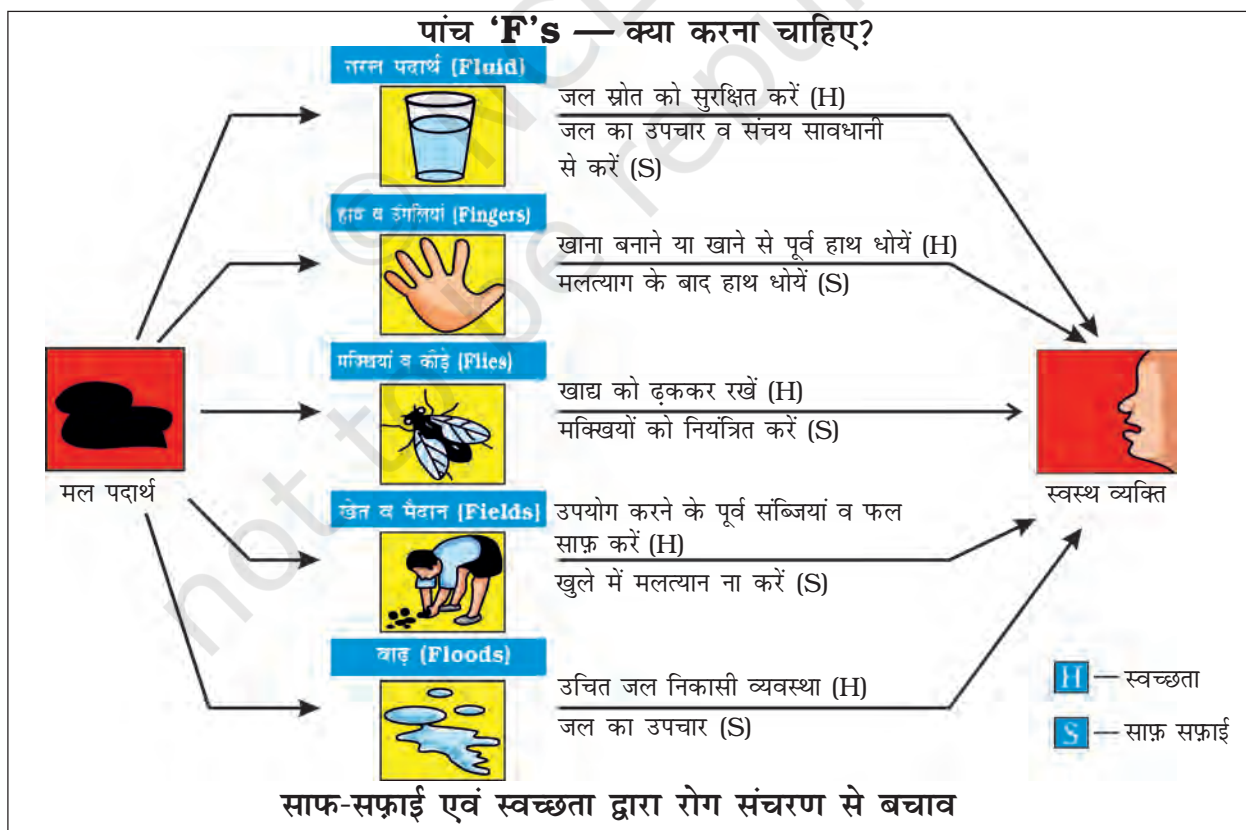 पांच 'F's — क्या करना चाहिए?
तरल पदार्थ (Fluid)
जल स्रोत को सुरक्षित करें (H)
जल का उपचार व संचय सावधानी
से करें (S)
हाथ व उंगलियां (Fingers)
खाना बनाने या खाने से पूर्व हाथ धोयें (H)
मलत्याग के बाद हाथ धोयें (S)
मक्खियां व कीड़े (Flies)
खाद्य को ढ़ककर रखें (H)
मक्खियों को नियंत्रित करें (S)
मल पदार्थ
स्वस्थ व्यक्ति
खेत व मैदान (Fields)
उपयोग करने के पूर्व सब्जियां व फल
साफ़ करें (H)
खुले में मलत्यान ना करें (S)
बाढ़ (Floods)
उचित जल निकासी व्यवस्था (H)
जल का उपचार (S)
H — स्वच्छता
S — साफ़ सफ़ाई
साफ-सफ़ाई एवं स्वच्छता द्वारा रोग संचरण से बचाव